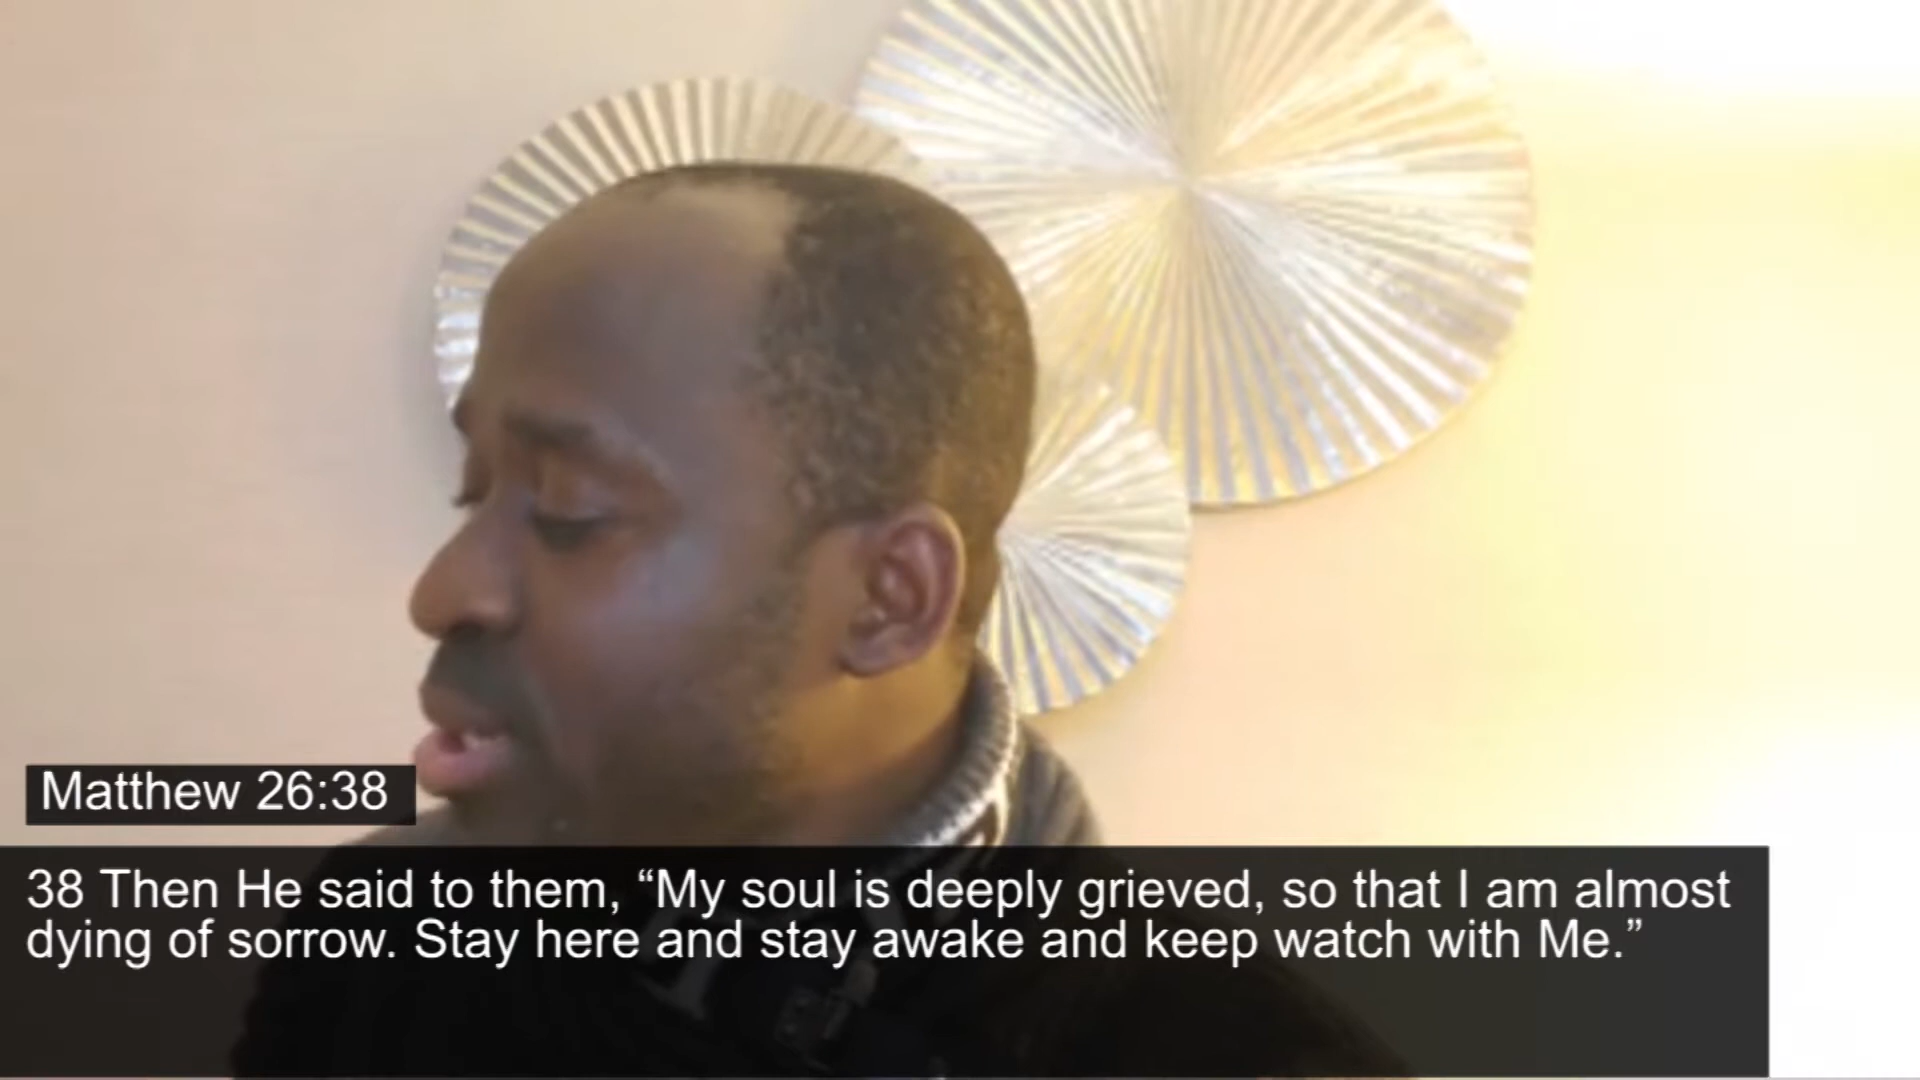 Matthew 26:38
38 Then He said to them, “My soul is deeply grieved, so that I am almost
dying of sorrow. Stay here and stay awake and keep watch with Me.”